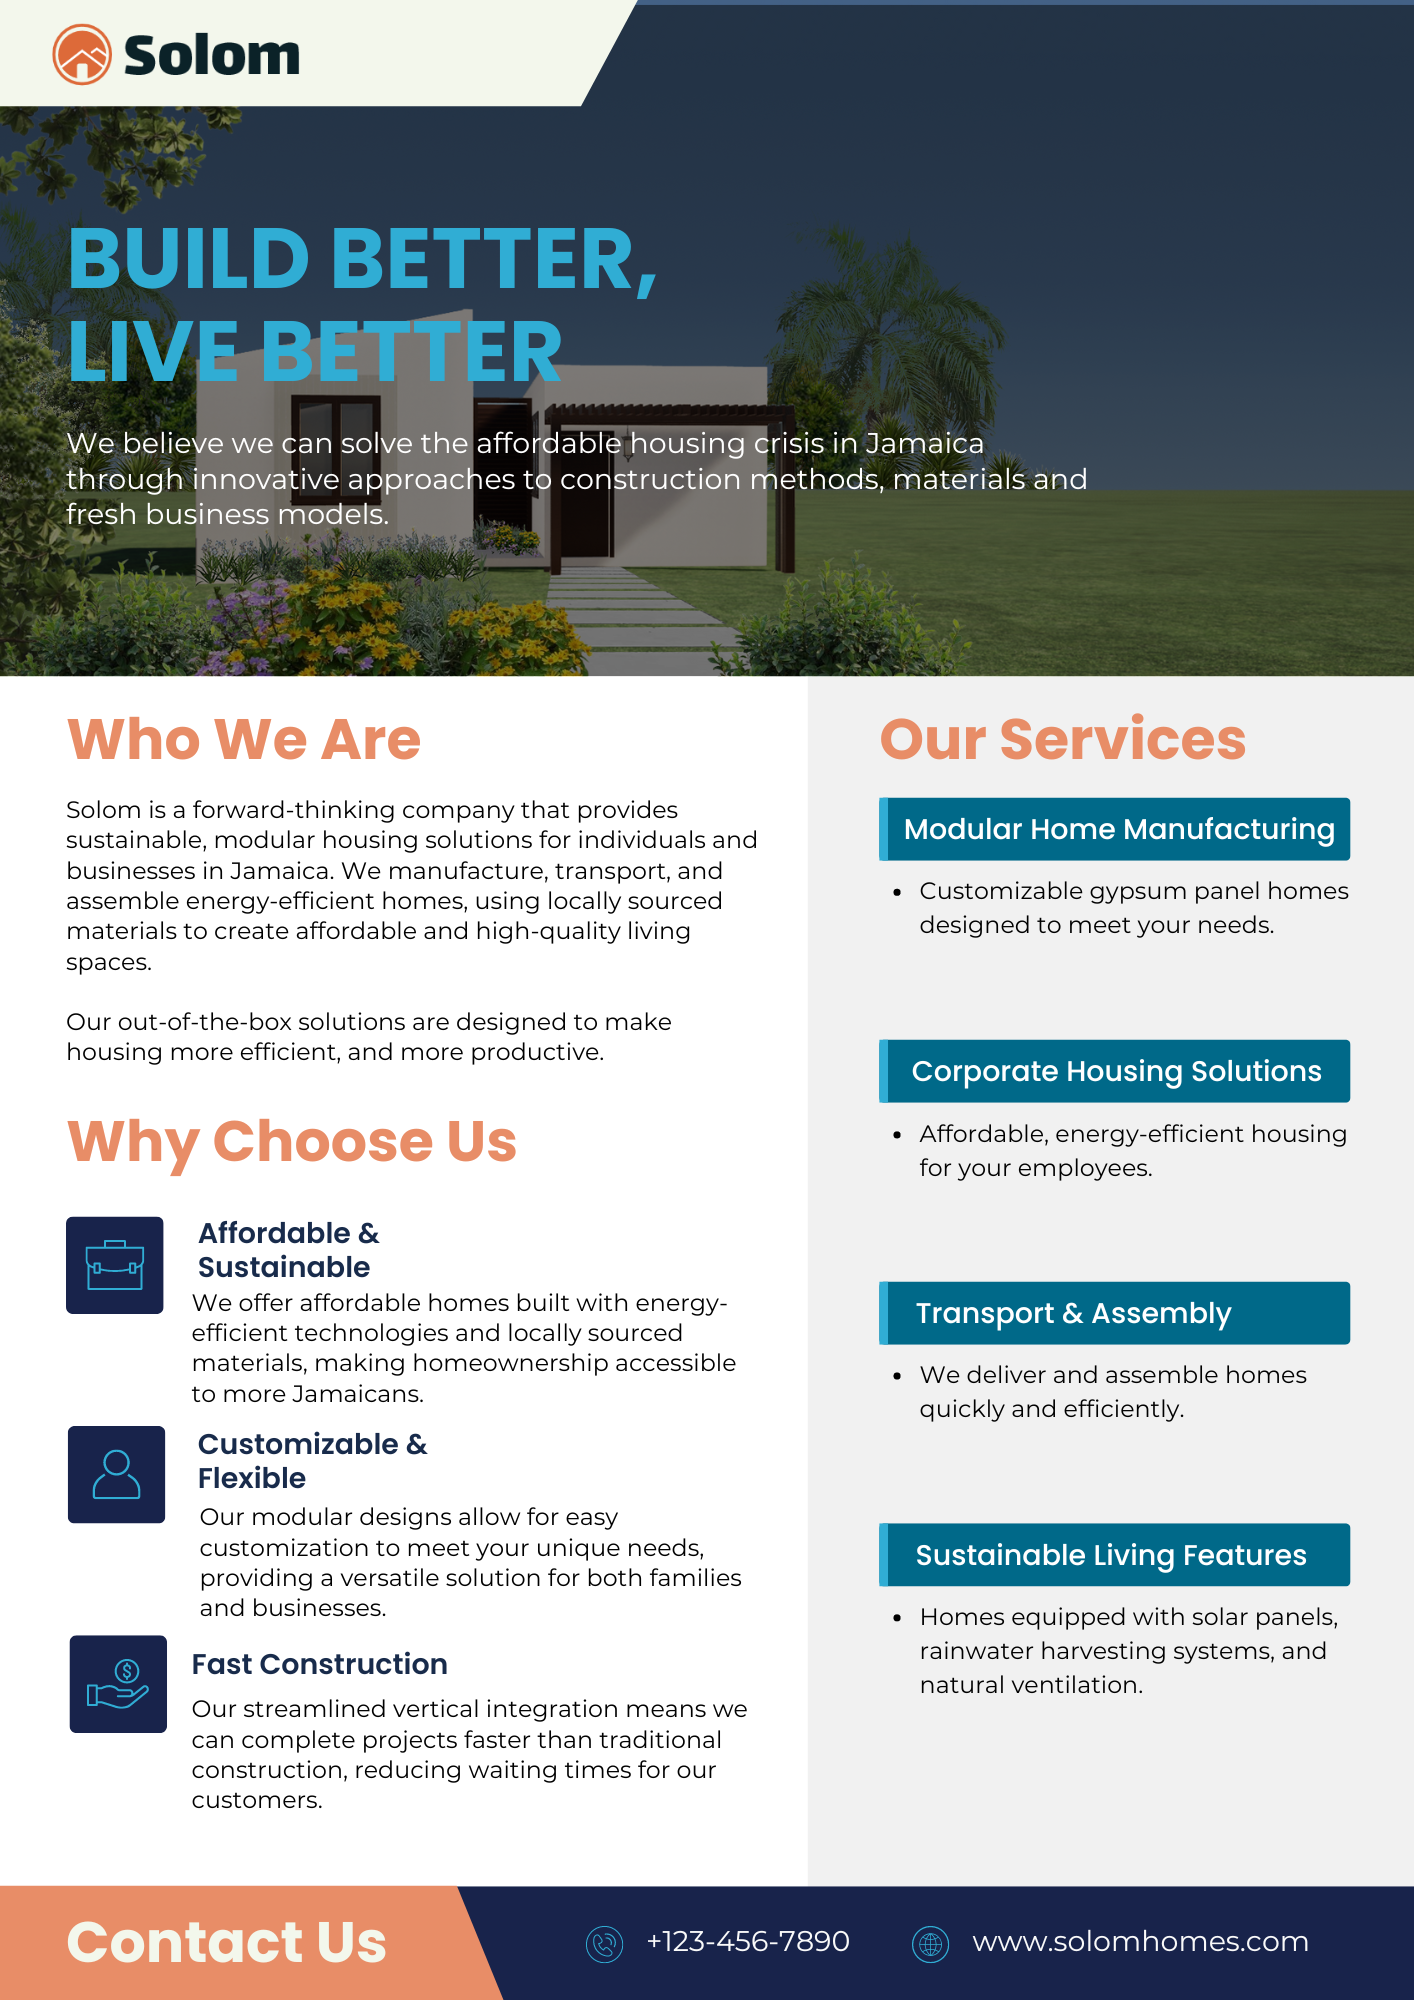 Solom
BUILD BETTER,
LIVE BETTER
We believe we can solve the affordable housing crisis in Jamaica
through innovative approaches to construction methods, materials and
fresh business models.
Who We Are
Solom is a forward-thinking company that provides
sustainable, modular housing solutions for individuals and
businesses in Jamaica. We manufacture, transport, and
assemble energy-efficient homes, using locally sourced
materials to create affordable and high-quality living
spaces.
Our out-of-the-box solutions are designed to make
housing more efficient, and more productive.
Why Choose Us
Affordable &
Sustainable
We offer affordable homes built with energy-
efficient technologies and locally sourced
materials, making homeownership accessible
to more Jamaicans.
Customizable &
Flexible
Our modular designs allow for easy
customization to meet your unique needs,
providing a versatile solution for both families
and businesses.
Fast Construction
Our streamlined vertical integration means we
can complete projects faster than traditional
construction, reducing waiting times for our
customers.
Our Services
Modular Home Manufacturing
• Customizable gypsum panel homes
designed to meet your needs.
Corporate Housing Solutions
• Affordable, energy-efficient housing
for your employees.
Transport & Assembly
• We deliver and assemble homes
quickly and efficiently.
Sustainable Living Features
• Homes equipped with solar panels,
rainwater harvesting systems, and
natural ventilation.
Contact Us
+123-456-7890
www.solomhomes.com